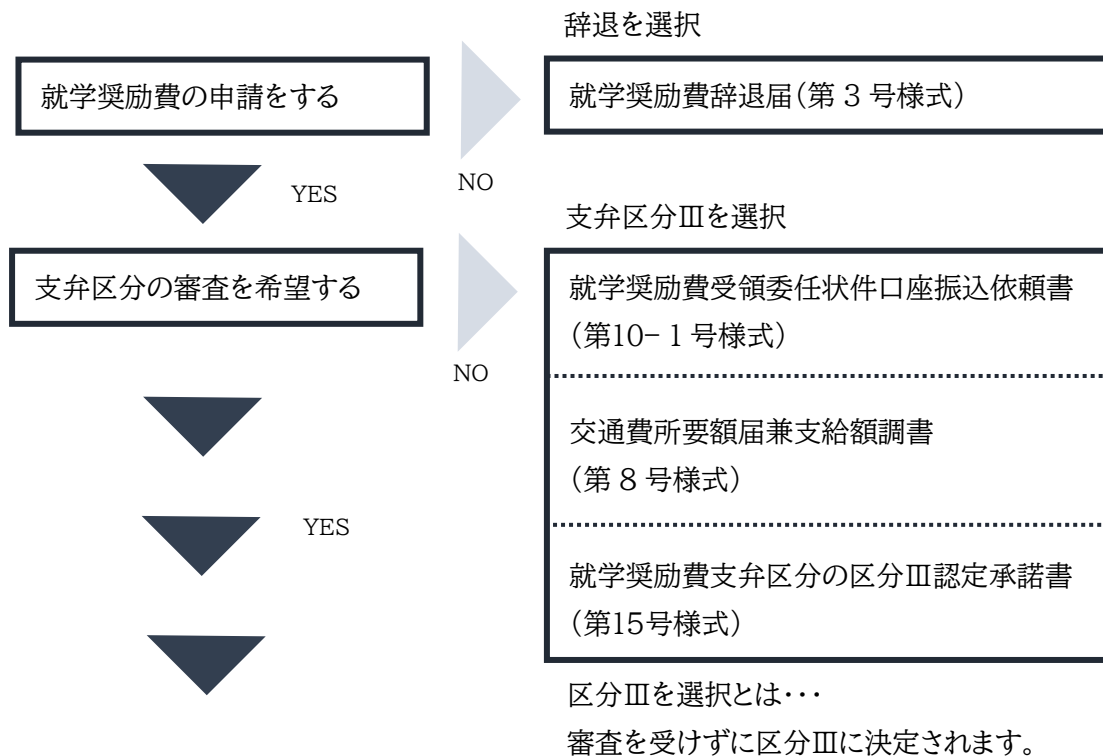 辞退を選択
就学奨励費の申請をする
就学奨励費辞退届(第3号様式)
YES
NO
支弁区分Ⅲを選択
支弁区分の審査を希望する
就学奨励費受領委任状件口座振込依頼書
(第10−1号様式)
NO
交通費所要額届兼支給額調書
(第8号様式)
YES
就学奨励費支弁区分の区分Ⅲ認定承諾書
(第15号様式)
区分Ⅲを選択とは・・・
審査を受けずに区分Ⅲに決定されます。